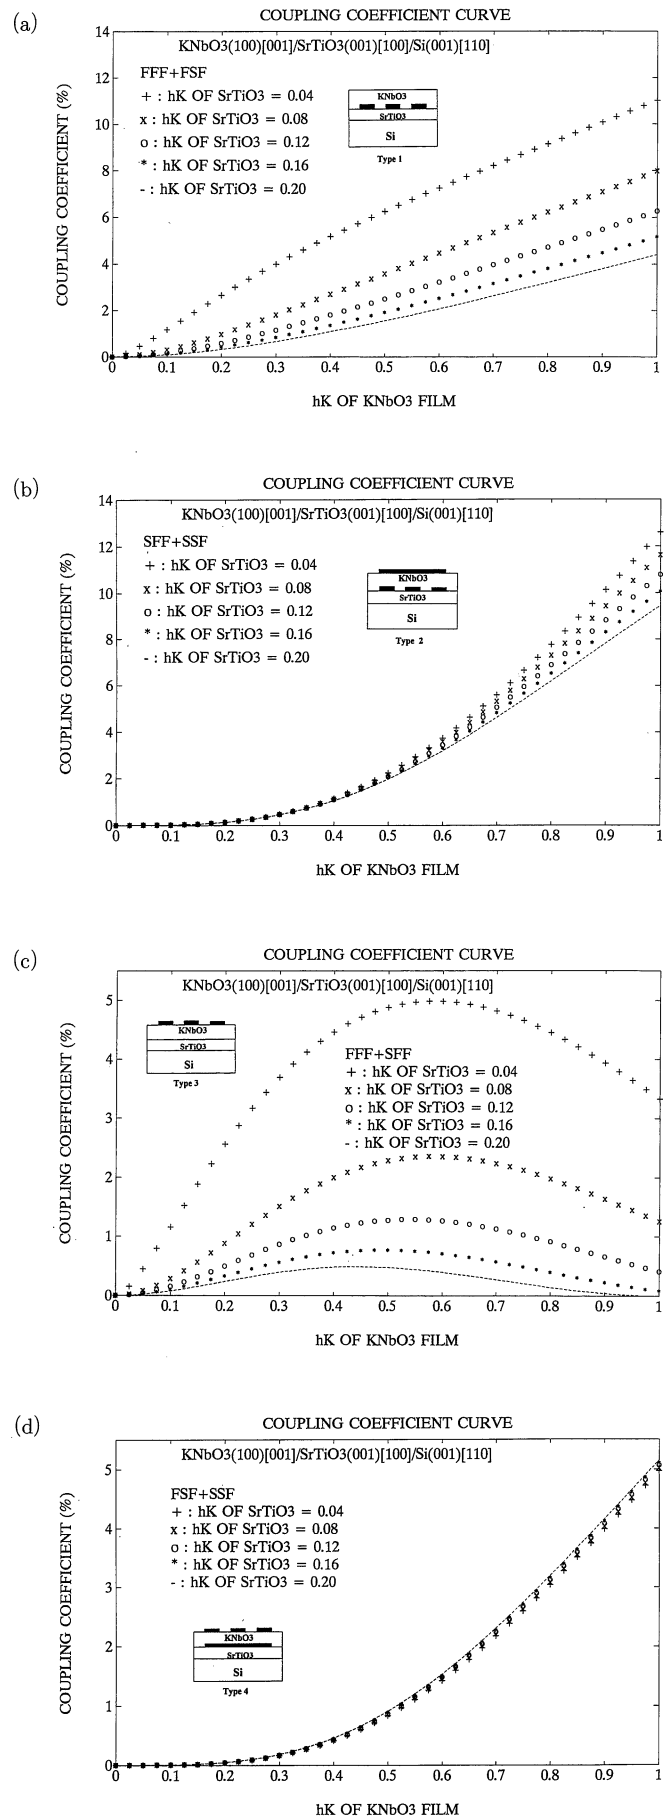 (a)
COUPLING COEFFICIENT CURVE
KNbO3(100)[001]/SrTiO3(001)[100]/Si(001)[110]
FFF+FSF
+ : hK OF SrTiO3 = 0.04
x : hK OF SrTiO3 = 0.08
o : hK OF SrTiO3 = 0.12
* : hK OF SrTiO3 = 0.16
- : hK OF SrTiO3 = 0.20
KNbO3
SrTiO3
Si
Type 1
COUPLING COEFFICIENT (%)
14
12
10
8
6
4
2
0
0 0.1 0.2 0.3 0.4 0.5 0.6 0.7 0.8 0.9 1
hK OF KNbO3 FILM
(b)
COUPLING COEFFICIENT CURVE
KNbO3(100)[001]/SrTiO3(001)[100]/Si(001)[110]
SFF+SSF
+ : hK OF SrTiO3 = 0.04
x : hK OF SrTiO3 = 0.08
o : hK OF SrTiO3 = 0.12
* : hK OF SrTiO3 = 0.16
- : hK OF SrTiO3 = 0.20
KNbO3
SrTiO3
Si
Type 2
COUPLING COEFFICIENT (%)
14
12
10
8
6
4
2
0
0 0.1 0.2 0.3 0.4 0.5 0.6 0.7 0.8 0.9 1
hK OF KNbO3 FILM
(c)
COUPLING COEFFICIENT CURVE
KNbO3(100)[001]/SrTiO3(001)[100]/Si(001)[110]
KNbO3
SrTiO3
Si
Type 3
FFF+SFF
+ : hK OF SrTiO3 = 0.04
x : hK OF SrTiO3 = 0.08
o : hK OF SrTiO3 = 0.12
* : hK OF SrTiO3 = 0.16
- : hK OF SrTiO3 = 0.20
COUPLING COEFFICIENT (%)
5
4
3
2
1
0
0 0.1 0.2 0.3 0.4 0.5 0.6 0.7 0.8 0.9 1
hK OF KNbO3 FILM
(d)
COUPLING COEFFICIENT CURVE
KNbO3(100)[001]/SrTiO3(001)[100]/Si(001)[110]
FSF+SSF
+ : hK OF SrTiO3 = 0.04
x : hK OF SrTiO3 = 0.08
o : hK OF SrTiO3 = 0.12
* : hK OF SrTiO3 = 0.16
- : hK OF SrTiO3 = 0.20
KNbO3
SrTiO3
Si
Type 4
COUPLING COEFFICIENT (%)
5
4
3
2
1
0
0 0.1 0.2 0.3 0.4 0.5 0.6 0.7 0.8 0.9 1
hK OF KNbO3 FILM